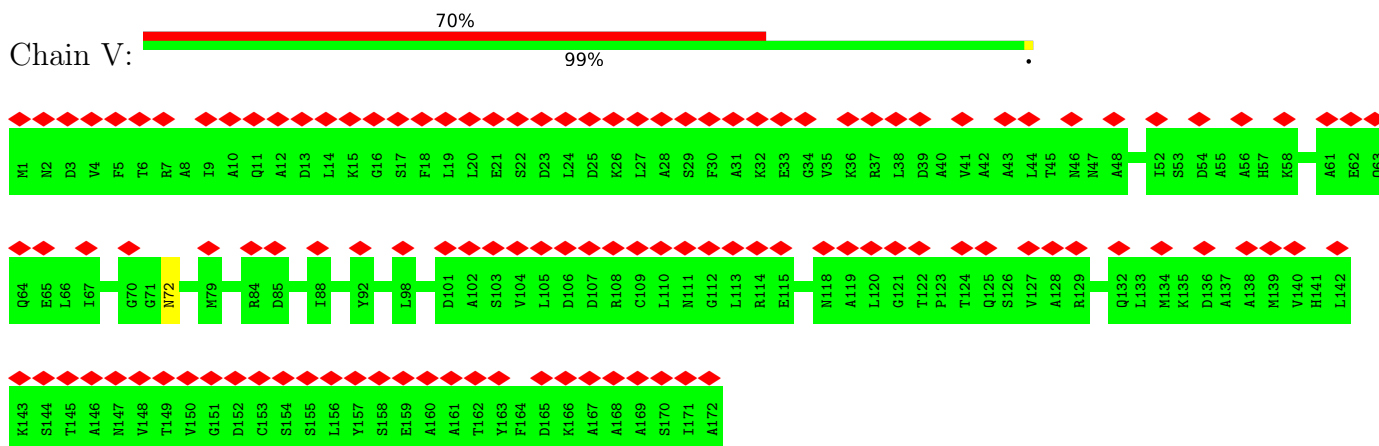 70%
Chain V:
99% .
M1 N2 D3 V4 F5 T6 R7 A8 I9 A10 Q11 A12 D13 L14 K15 G16 S17 F18 L19 L20 E21 S22 D23 L24 D25 K26 L27 A28 S29 F30 A31 K32 E33 G34 V35 K36 R37 L38 D39 A40 V41 A42 A43 L44 T45 N46 N47 A48 I52 S53 D54 A55 A56 H57 K58 A61 E62 Q63
Q64 E65 L66 I67 G70 G71 N72 M79 R84 D85 I88 Y92 L98 D101 A102 S103 V104 L105 D106 D107 R108 G109 L110 N111 G112 L113 R114 E115 N118 A119 L120 G121 T122 P123 T124 Q125 S126 V127 A128 R129 Q132 L133 M134 K135 D136 A137 A138 M139 V140 H141 L142
K143 S144 T145 A146 N147 V148 T149 V150 G151 D152 C153 S154 S155 L156 Y157 S158 E159 A160 A161 T162 Y163 F164 D165 K166 A167 A168 A169 S170 I171 A172